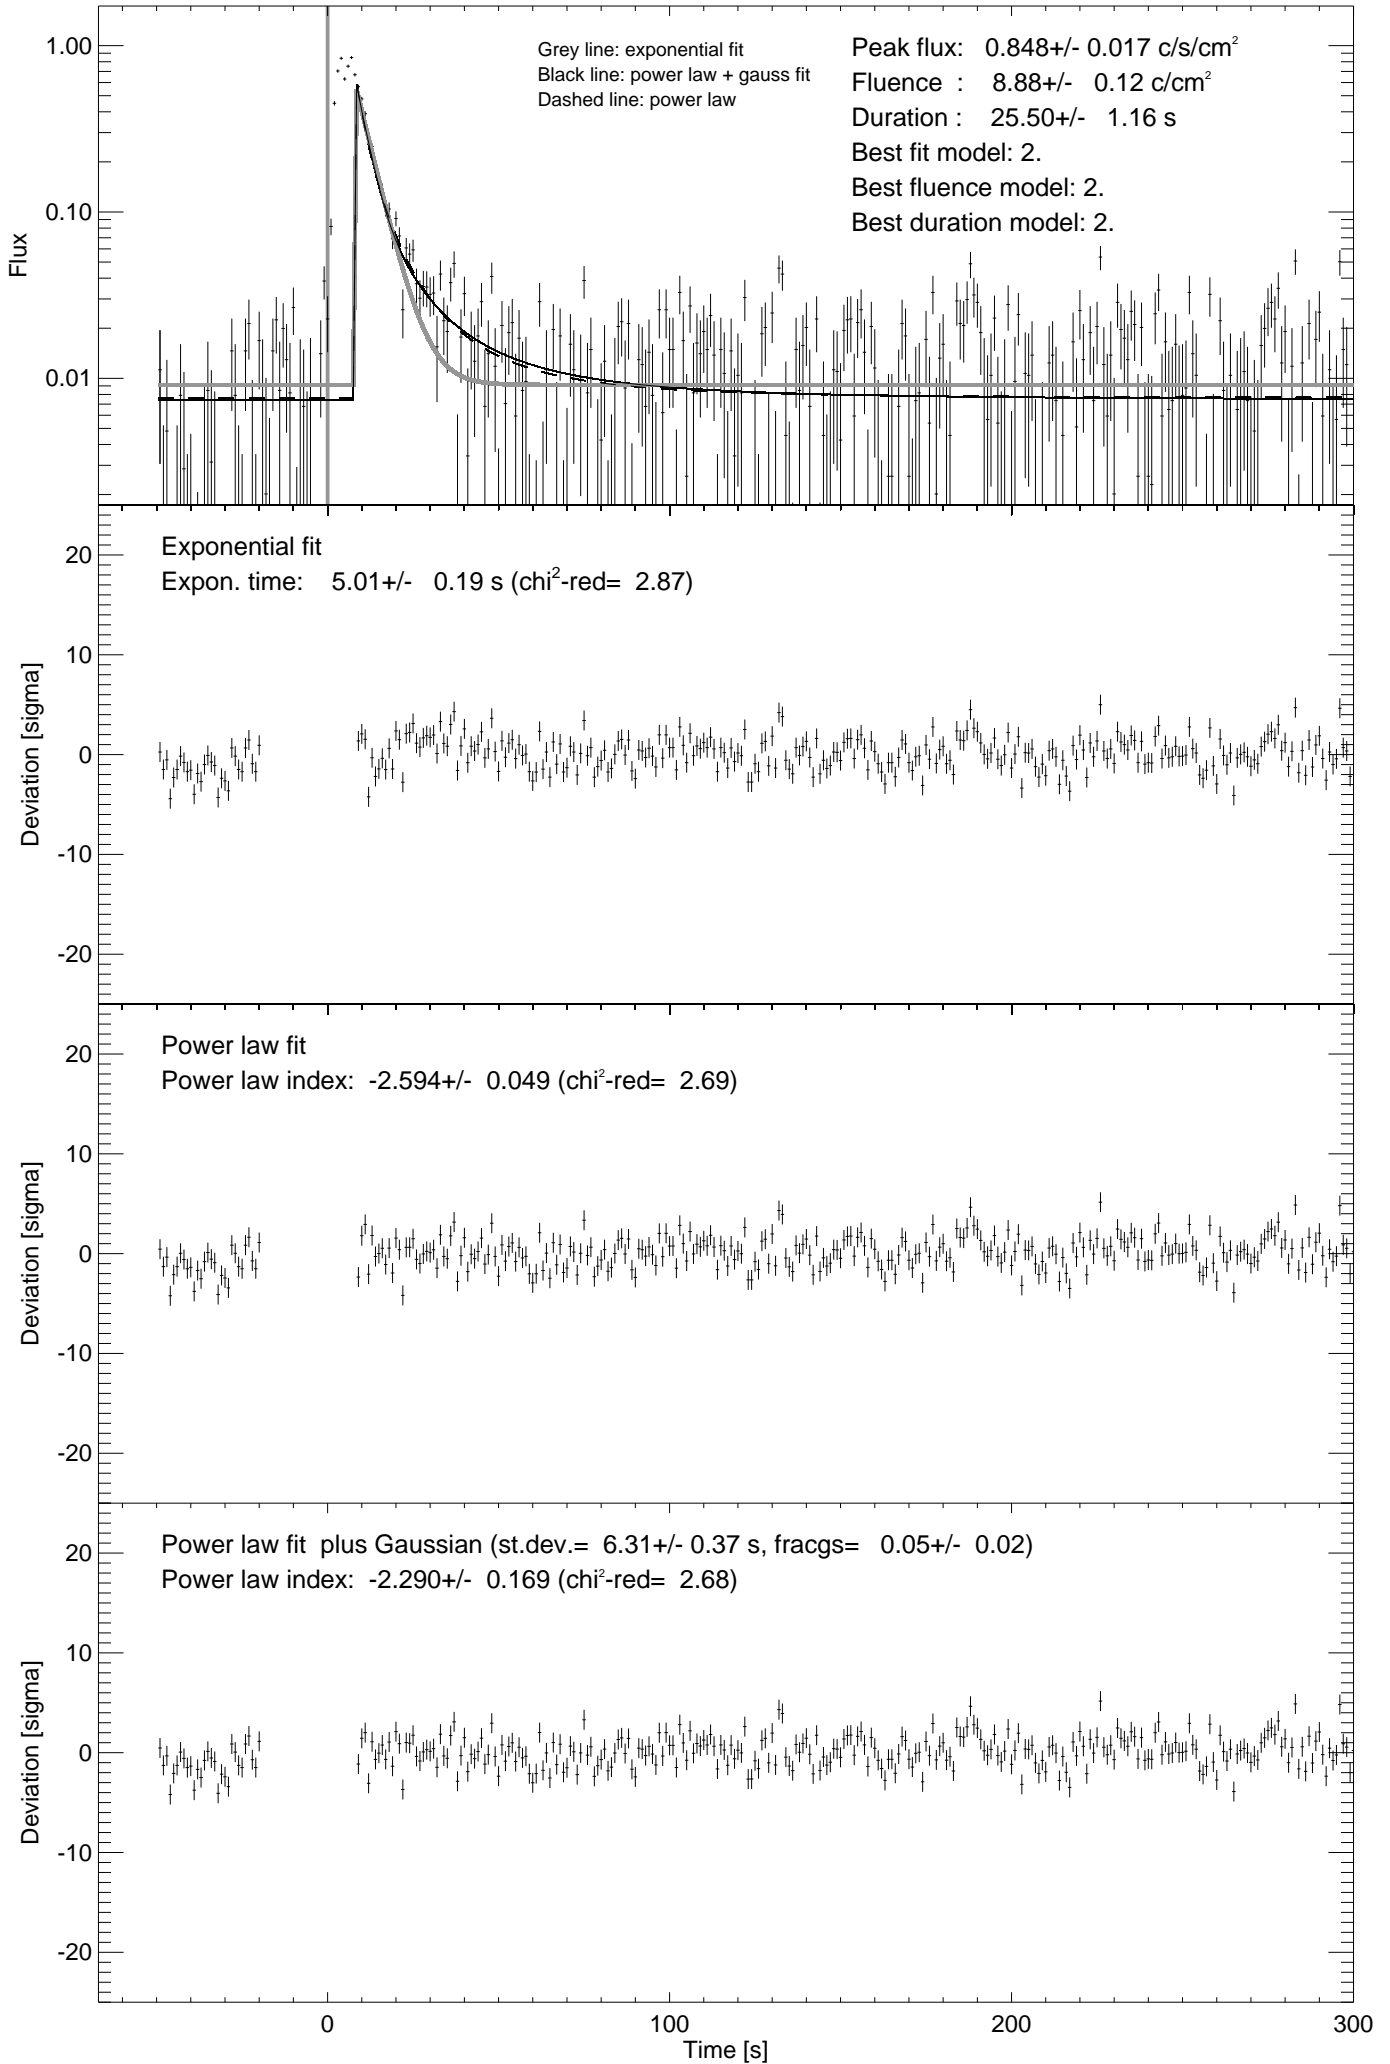 Grey line: exponential fit
Black line: power law + gauss fit
Dashed line: power law
Peak flux: 0.848+/- 0.017 c/s/cm²
Fluence : 8.88+/- 0.12 c/cm²
Duration : 25.50+/- 1.16 s
Best fit model: 2.
Best fluence model: 2.
Best duration model: 2.
1.00
0.10
0.01
Flux
Exponential fit
Expon. time: 5.01+/- 0.19 s (chi²-red= 2.87)
20
10
0
-10
-20
Deviation [sigma]
Power law fit
Power law index: -2.594+/- 0.049 (chi²-red= 2.69)
20
10
0
-10
-20
Deviation [sigma]
Power law fit plus Gaussian (st.dev.= 6.31+/- 0.37 s, fracgs= 0.05+/- 0.02)
Power law index: -2.290+/- 0.169 (chi²-red= 2.68)
20
10
0
-10
-20
Deviation [sigma]
0 100 200 300
Time [s]